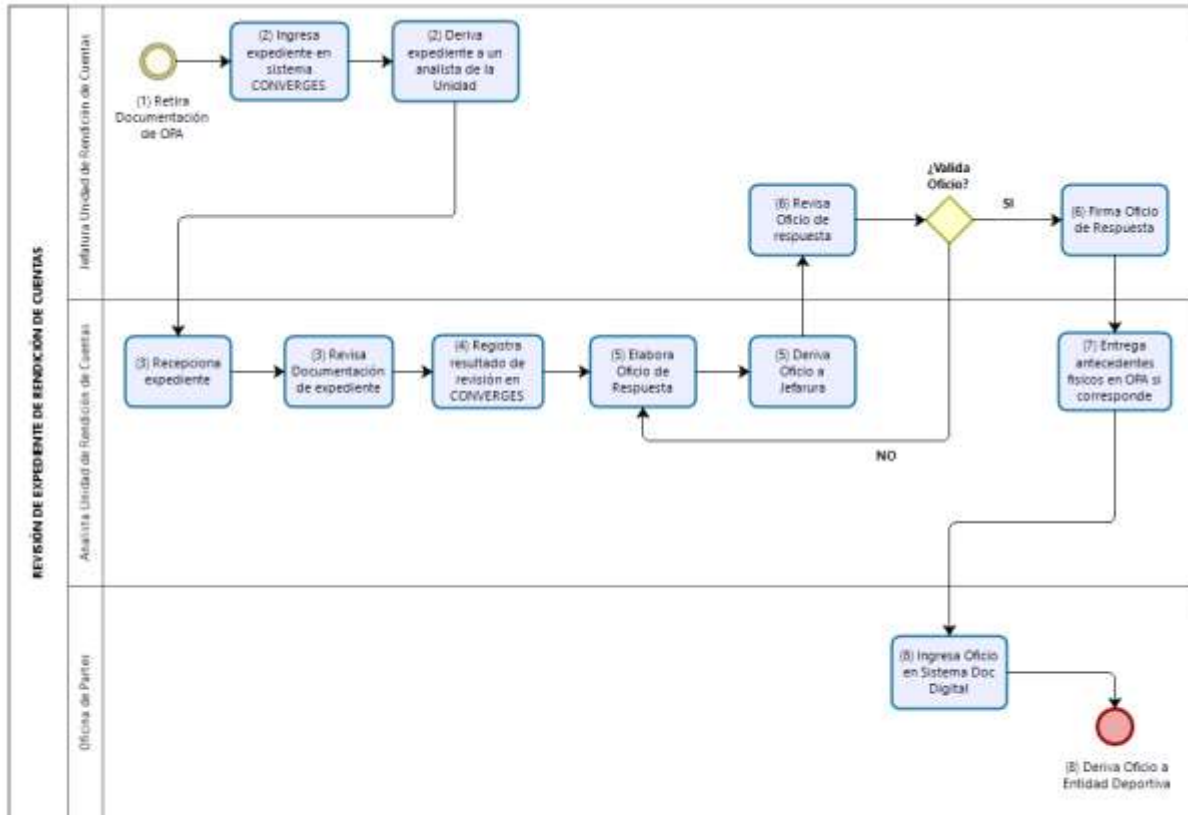 REVISIÓN DE EXPEDIENTE DE RENDICIÓN DE CUENTAS
Jefatura Unidad de Rendición de Cuentas
(1) Retira
Documentación
de OPA
(2) Ingresa
expediente en
sistema
CONVERGES
(2) Deriva
expediente a un
analista de la
Unidad
(6) Revisa
Oficio de
respuesta
¿Valida
Oficio?
SI
(6) Firma Oficio
de Respuesta
Analista Unidad de Rendición de Cuentas
(3) Recepciona
expediente
(3) Revisa
Documentación
de expediente
(4) Registra
resultado de
revisión en
CONVERGES
(5) Elabora
Oficio de
Respuesta
(5) Deriva
Oficio a
Jefarura
(7) Entrega
antecedentes
fisicos en OPA si
corresponde
NO
Oficina de Partes
(8) Ingresa Oficio
en Sistema Doc
Digital
(8) Deriva Oficio a
Entidad Deportiva